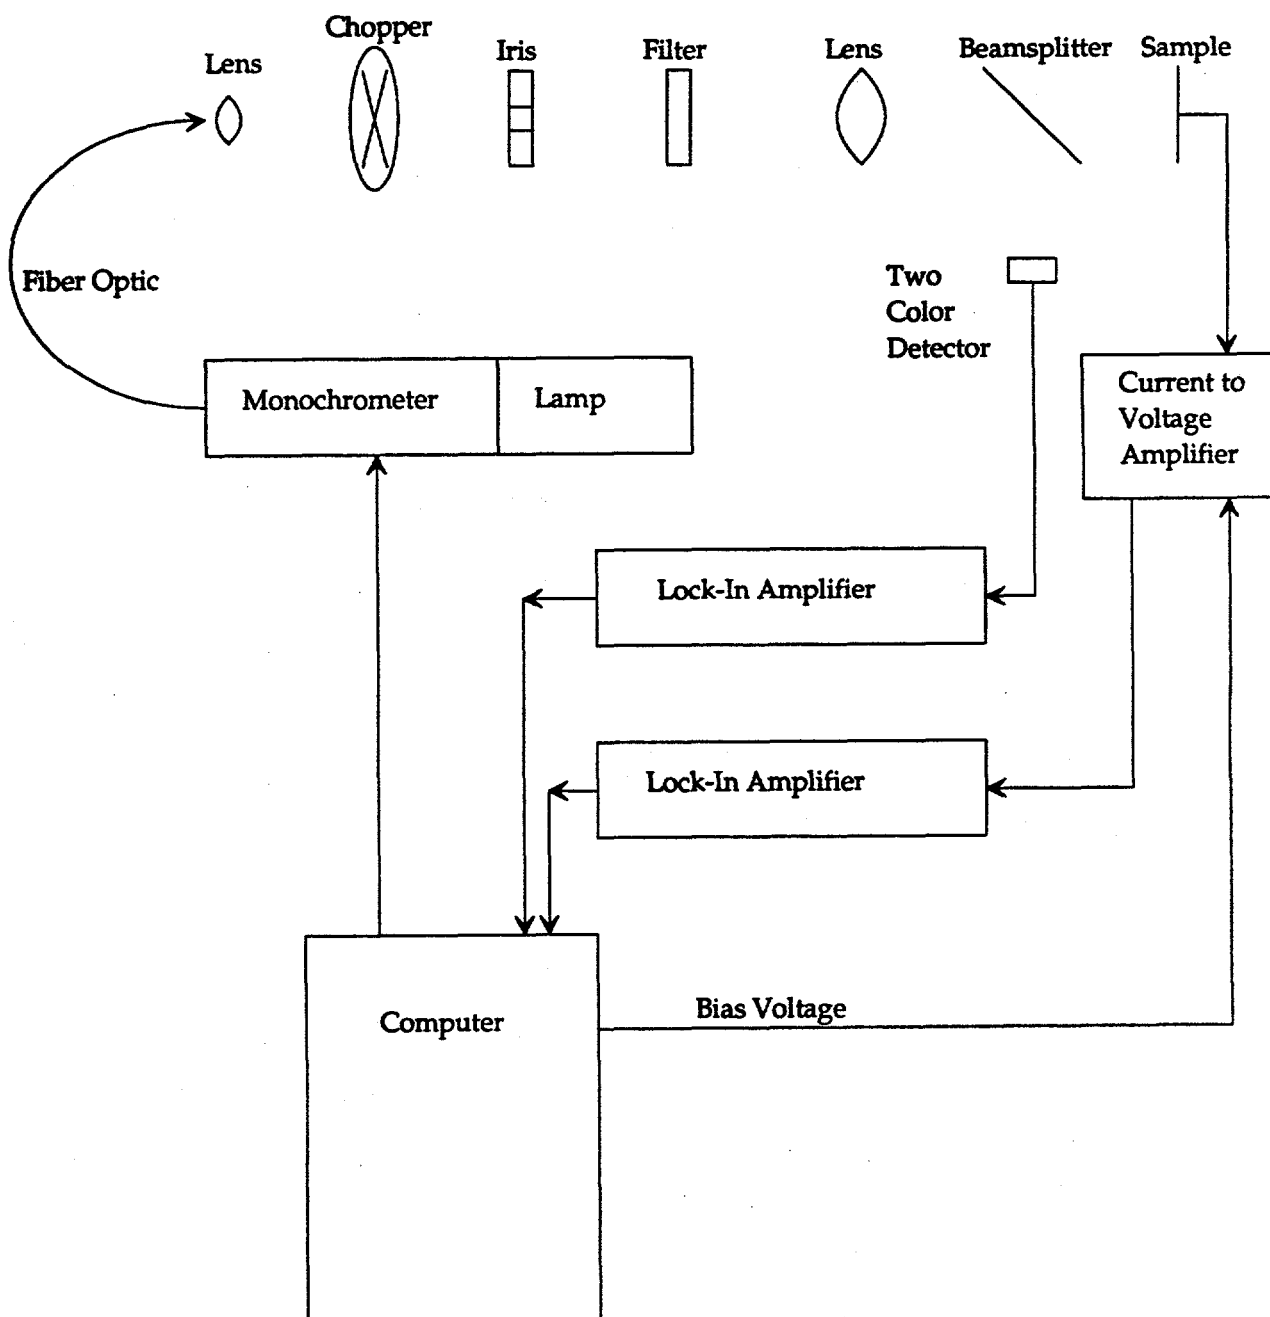 Chopper
Lens
Iris
Filter
Lens
Beamsplitter
Sample
Fiber Optic
Two
Color
Detector
Monochrometer
Lamp
Current to
Voltage
Amplifier
Lock-In Amplifier
Lock-In Amplifier
Computer
Bias Voltage